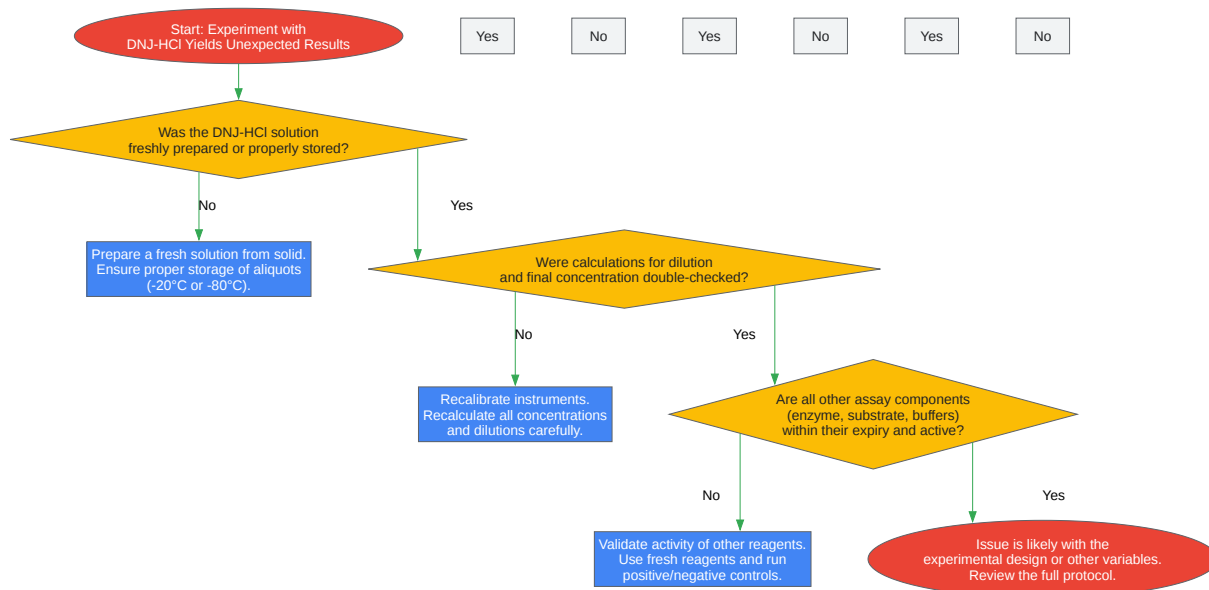 Start: Experiment with
DNJ-HCl Yields Unexpected Results
Yes
No
Yes
No
Yes
No
Was the DNJ-HCl solution
freshly prepared or properly stored?
No
Yes
Prepare a fresh solution from solid.
Ensure proper storage of aliquots
(-20°C or -80°C).
Were calculations for dilution
and final concentration double-checked?
No
Yes
Recalibrate instruments.
Recalculate all concentrations
and dilutions carefully.
Are all other assay components
(enzyme, substrate, buffers)
within their expiry and active?
No
Yes
Validate activity of other reagents.
Use fresh reagents and run
positive/negative controls.
Issue is likely with the
experimental design or other variables.
Review the full protocol.